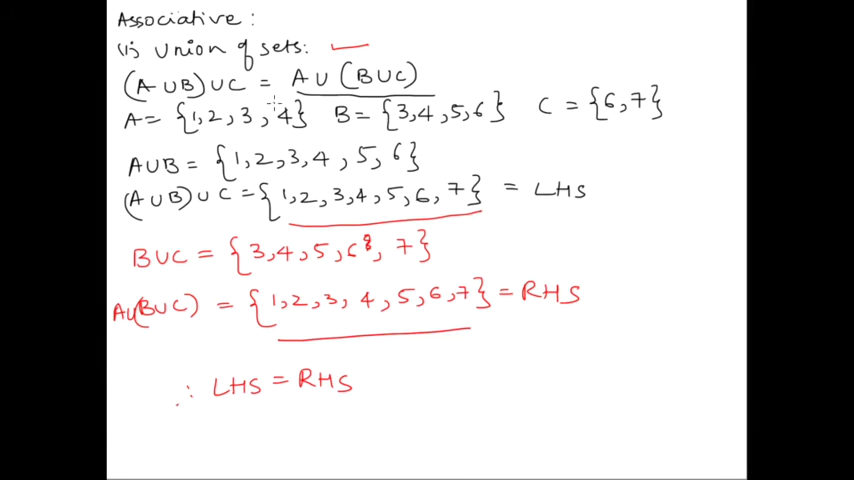 Associative :
(1) Union of sets:
(A ∪ B) ∪ C = A ∪ (B ∪ C)
A = {1, 2, 3, 4} B = {3, 4, 5, 6} C = {6, 7}
A ∪ B = {1, 2, 3, 4, 5, 6}
(A ∪ B) ∪ C = {1, 2, 3, 4, 5, 6, 7} = LHS
B ∪ C = {3, 4, 5, 6, 7}
A ∪ (B ∪ C) = {1, 2, 3, 4, 5, 6, 7} = RHS
∴ LHS = RHS